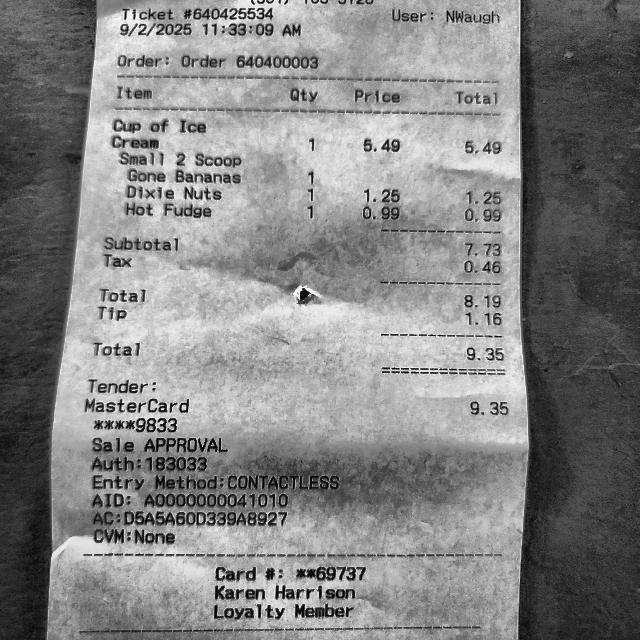 Ticket #640425534 User: NWaugh
9/2/2025 11:33:09 AM
Order: Order 640400003
Item Qty Price Total
Cup of Ice
Cream 1 5.49 5.49
Small 2 Scoop
Gone Bananas 1
Dixie Nuts 1 1.25 1.25
Hot Fudge 1 0.99 0.99
Subtotal 7.73
Tax 0.46
Total 8.19
Tip 1.16
Total 9.35
Tender:
MasterCard 9.35
****9833
Sale APPROVAL
Auth:183033
Entry Method:CONTACTLESS
AID: A0000000041010
AC:D5A5A60D339A8927
CVM:None
Card #: **69737
Karen Harrison
Loyalty Member